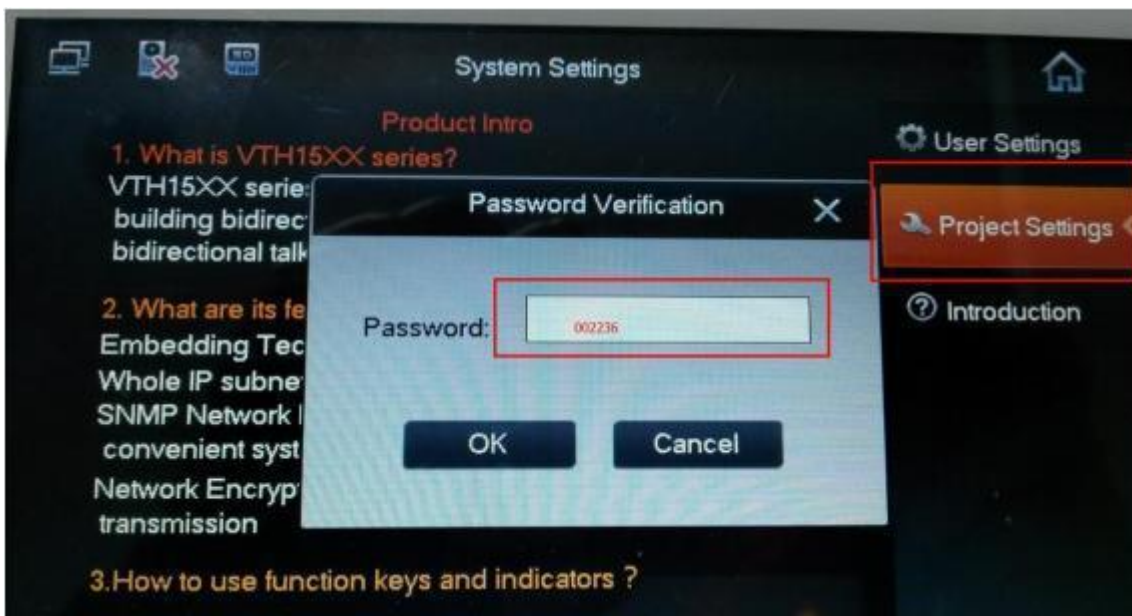 System Settings
Product Intro
1. What is VTH15XX series?
VTH15XX serie
building bidirec
bidirectional talk
2. What are its fe
Embedding Tec
Whole IP subne
SNMP Network
convenient syst
Network Encryp
transmission
3.How to use function keys and indicators ?
Password Verification
Password:
002236
OK
Cancel
User Settings
Project Settings
Introduction